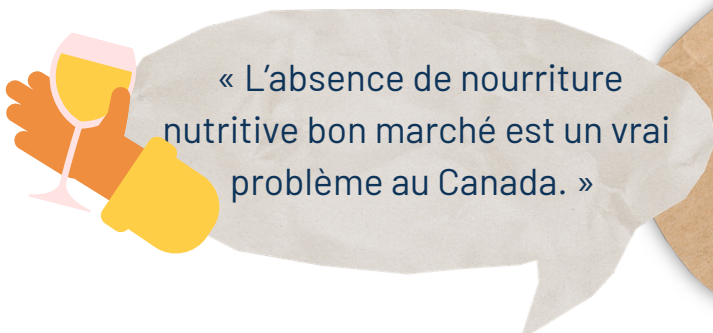 « L’absence de nourriture
nutritive bon marché est un vrai
problème au Canada. »